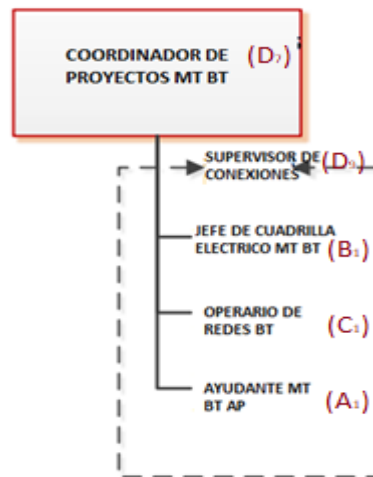 COORDINADOR DE (D₇)
PROYECTOS MT BT
SUPERVISOR DE (D₉)
CONEXIONES
JEFE DE CUADRILLA
ELECTRICO MT BT (B₁)
OPERARIO DE
REDES BT (C₁)
AYUDANTE MT
BT AP (A₁)